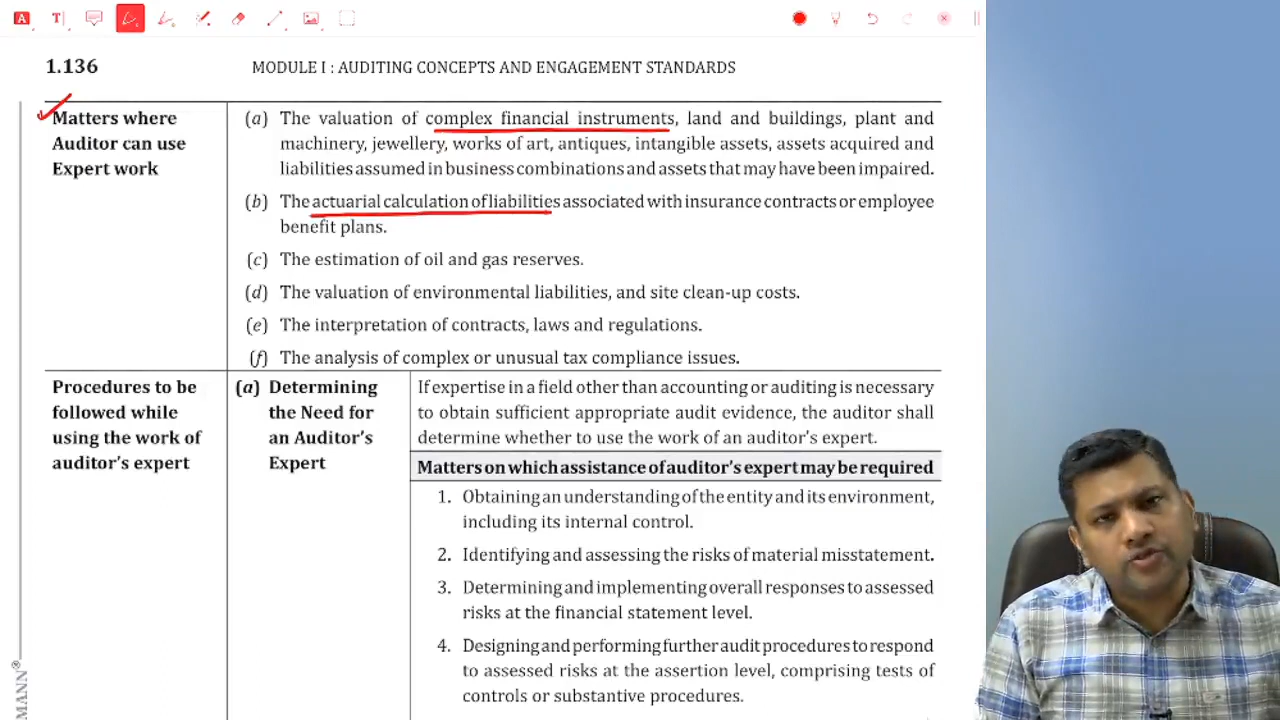 1.136
MODULE I : AUDITING CONCEPTS AND ENGAGEMENT STANDARDS
Matters where
Auditor can use
Expert work
(a) The valuation of complex financial instruments, land and buildings, plant and
machinery, jewellery, works of art, antiques, intangible assets, assets acquired and
liabilities assumed in business combinations and assets that may have been impaired.
(b) The actuarial calculation of liabilities associated with insurance contracts or employee
benefit plans.
(c) The estimation of oil and gas reserves.
(d) The valuation of environmental liabilities, and site clean-up costs.
(e) The interpretation of contracts, laws and regulations.
(f) The analysis of complex or unusual tax compliance issues.
Procedures to be
followed while
using the work of
auditor's expert
(a) Determining
the Need for
an Auditor's
Expert
If expertise in a field other than accounting or auditing is necessary
to obtain sufficient appropriate audit evidence, the auditor shall
determine whether to use the work of an auditor's expert.
Matters on which assistance of auditor's expert may be required
1. Obtaining an understanding of the entity and its environment,
including its internal control.
2. Identifying and assessing the risks of material misstatement.
3. Determining and implementing overall responses to assessed
risks at the financial statement level.
4. Designing and performing further audit procedures to respond
to assessed risks at the assertion level, comprising tests of
controls or substantive procedures.
MANN®